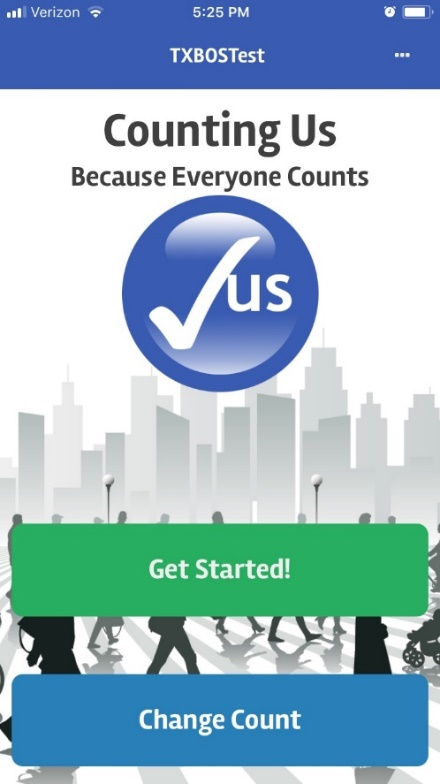 Verizon 5:25 PM
TXBOSTest
Counting Us
Because Everyone Counts
us
Get Started!
Change Count